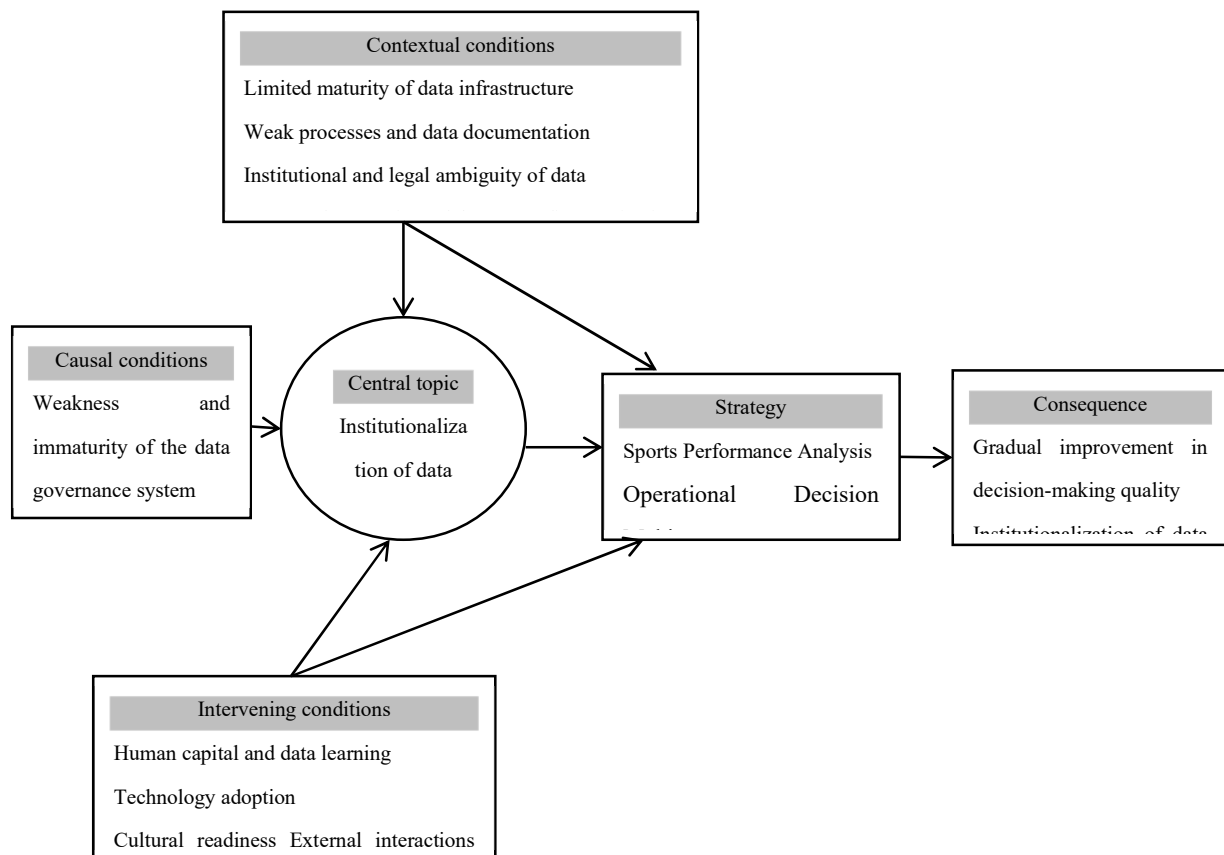 Contextual conditions
Limited maturity of data infrastructure
Weak processes and data documentation
Institutional and legal ambiguity of data
Causal conditions
Weakness and
immaturity of the data
governance system
Central topic
Institutionaliza
tion of data
Strategy
Sports Performance Analysis
Operational Decision
Consequence
Gradual improvement in
decision-making quality
Institutionalization of data
Intervening conditions
Human capital and data learning
Technology adoption
Cultural readiness External interactions